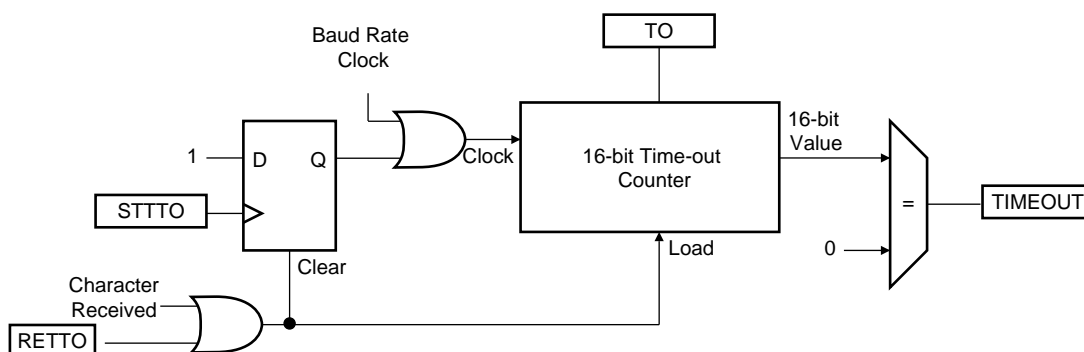 TO
Baud Rate
Clock
16-bit
Value
1
D
Q
Clock
16-bit Time-out
Counter
STTTO
=
TIMEOUT
Clear
Load
0
Character
Received
RETTO